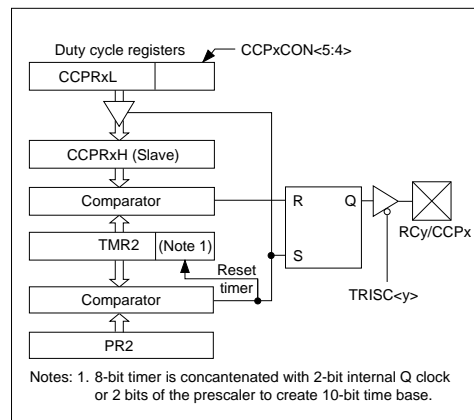 Duty cycle registers
CCPxCON<5:4>
CCPRxL
CCPRxH (Slave)
Comparator
R
Q
RCy/CCPx
TMR2
(Note 1)
S
Reset
timer
Comparator
TRISC<y>
PR2
Notes: 1. 8-bit timer is concantenated with 2-bit internal Q clock
or 2 bits of the prescaler to create 10-bit time base.